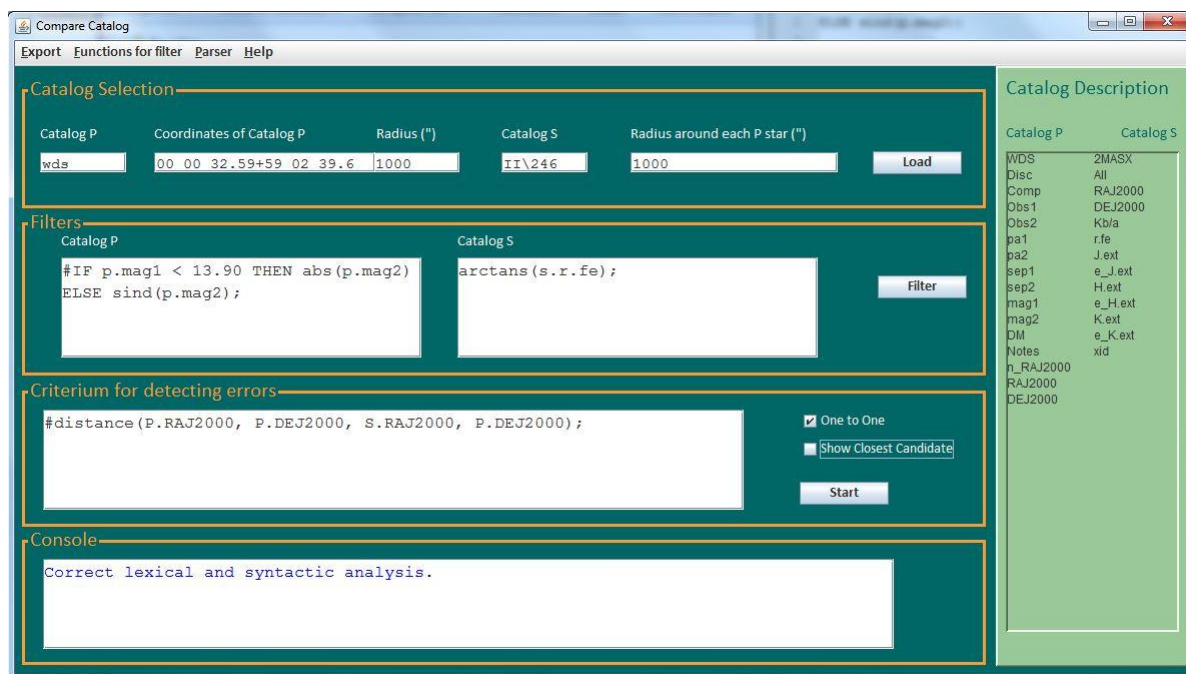 Compare Catalog
Export Functions for filter Parser Help
Catalog Selection
Catalog P Coordinates of Catalog P Radius (") Catalog S Radius around each P star (")
wds 00 00 32.59+59 02 39.6 1000 II\246 1000 Load
Filters
Catalog P Catalog S
#IF p.mag1 < 13.90 THEN abs(p.mag2)
ELSE sind(p.mag2);
arctans(s.r.fe);
Filter
Criterium for detecting errors
#distance(P.RAJ2000, P.DEJ2000, S.RAJ2000, P.DEJ2000);
One to One
Show Closest Candidate
Start
Console
Correct lexical and syntactic analysis.
Catalog Description
Catalog P Catalog S
WDS 2MASX
Disc All
Comp RAJ2000
Obs1 DEJ2000
Obs2 Kb/a
pa1 r.fe
pa2 J.ext
sep1 e_J.ext
sep2 H.ext
mag1 e_H.ext
mag2 K.ext
DM e_K.ext
Notes xid
n_RAJ2000
RAJ2000
DEJ2000